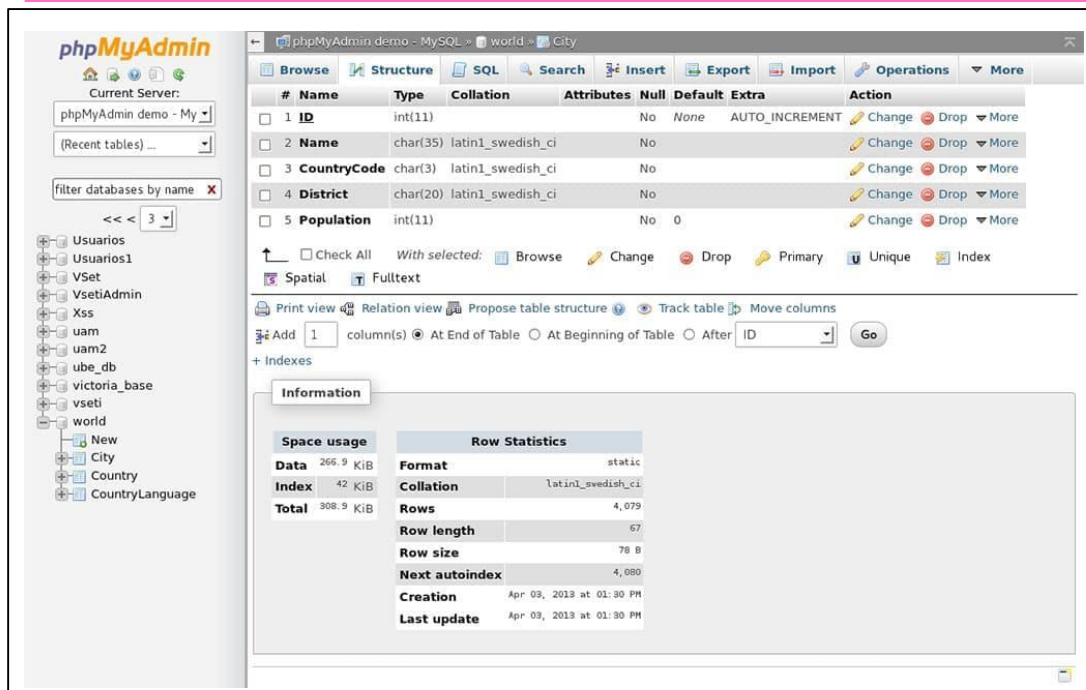 phpMyAdmin
Current Server:
phpMyAdmin demo - My
(Recent tables) ...
filter databases by name X
<< < 3
Usuarios
Usuarios1
VSet
VsetiAdmin
Xss
uam
uam2
ube_db
victoria_base
vseti
world
New
City
Country
CountryLanguage
phpMyAdmin demo - MySQL » world » City
Browse Structure SQL Search Insert Export Import Operations More
# Name Type Collation Attributes Null Default Extra Action
1 ID int(11) No None AUTO_INCREMENT Change Drop More
2 Name char(35) latin1_swedish_ci No Change Drop More
3 CountryCode char(3) latin1_swedish_ci No Change Drop More
4 District char(20) latin1_swedish_ci No Change Drop More
5 Population int(11) No 0 Change Drop More
Check All With selected: Browse Change Drop Primary U Unique Index
S Spatial T Fulltext
Print view Relation view Propose table structure Track table Move columns
Add 1 column(s) At End of Table At Beginning of Table After ID Go
+ Indexes
Information
Space usage
Data 266.9 KiB
Index 42 KiB
Total 308.9 KiB
Row Statistics
Format static
Collation latin1_swedish_ci
Rows 4,079
Row length 67
Row size 78 B
Next autoindex 4,080
Creation Apr 03, 2013 at 01:30 PM
Last update Apr 03, 2013 at 01:30 PM